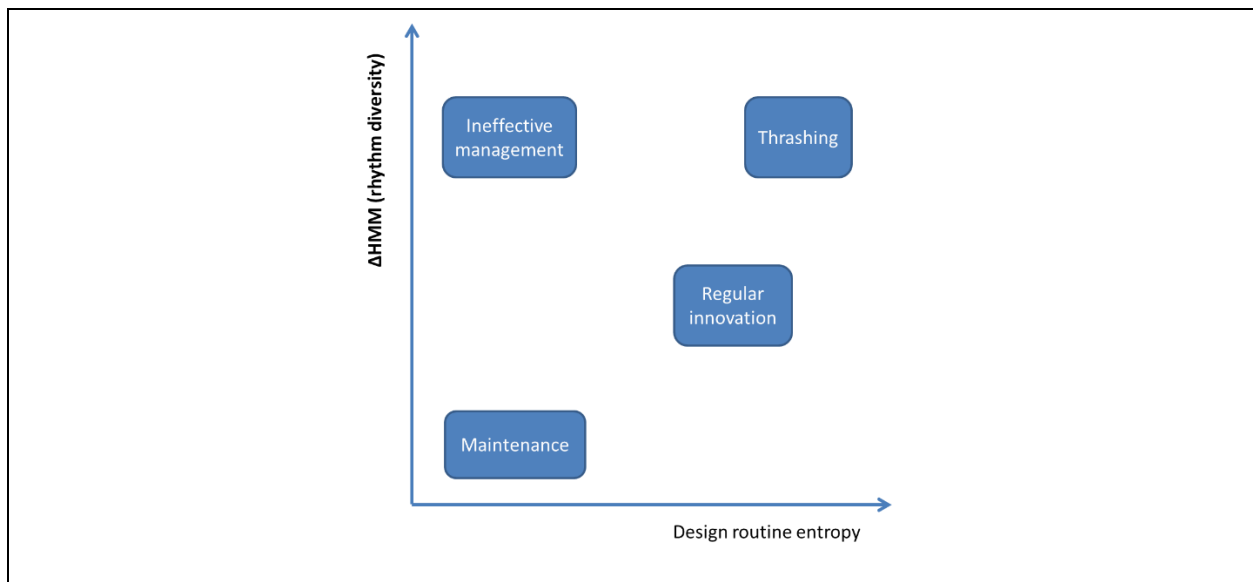 ΔHMM (rhythm diversity)
Ineffective
management
Thrashing
Regular
innovation
Maintenance
Design routine entropy